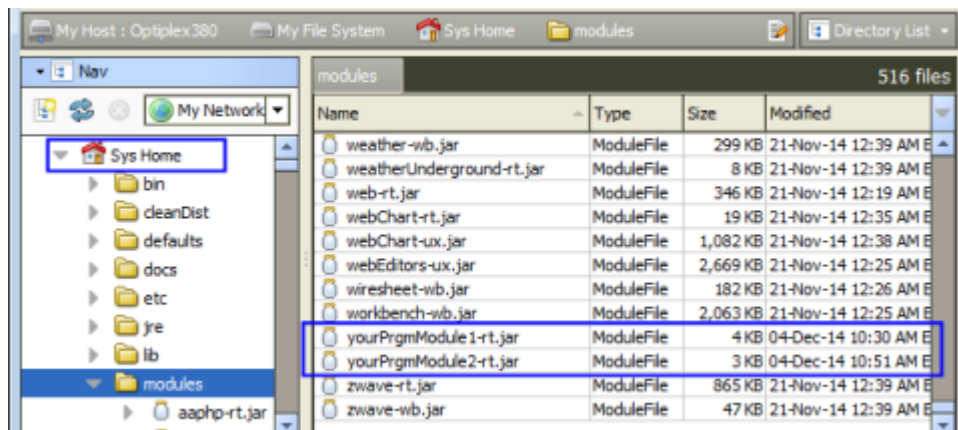 My Host : Optiplex380 My File System Sys Home modules Directory List
Nav
modules 516 files
My Network
Name Type Size Modified
Sys Home
bin
cleanDist
defaults
docs
etc
jre
lib
modules
aaphp-rt.jar
weather-wb.jar ModuleFile 299 KB 21-Nov-14 12:39 AM E
weatherUnderground-rt.jar ModuleFile 8 KB 21-Nov-14 12:39 AM E
web-rt.jar ModuleFile 346 KB 21-Nov-14 12:19 AM E
webChart-rt.jar ModuleFile 19 KB 21-Nov-14 12:35 AM E
webChart-ux.jar ModuleFile 1,082 KB 21-Nov-14 12:38 AM E
webEditors-ux.jar ModuleFile 2,669 KB 21-Nov-14 12:25 AM E
wiresheet-wb.jar ModuleFile 182 KB 21-Nov-14 12:26 AM E
workbench-wb.jar ModuleFile 2,063 KB 21-Nov-14 12:25 AM E
yourPrgmModule1-rt.jar ModuleFile 4 KB 04-Dec-14 10:30 AM E
yourPrgmModule2-rt.jar ModuleFile 3 KB 04-Dec-14 10:51 AM E
zwave-rt.jar ModuleFile 865 KB 21-Nov-14 12:39 AM E
zwave-wb.jar ModuleFile 47 KB 21-Nov-14 12:39 AM E